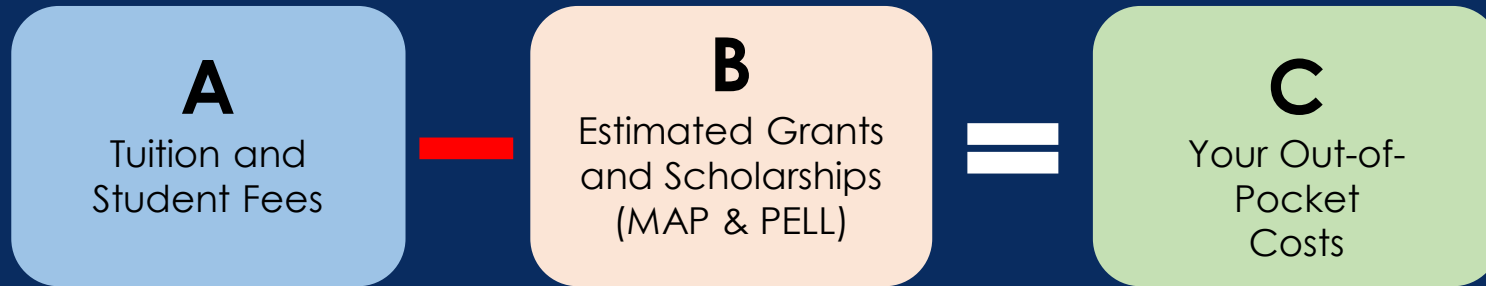 A
Tuition and
Student Fees
B
Estimated Grants
and Scholarships
(MAP & PELL)
C
Your Out-of-
Pocket
Costs